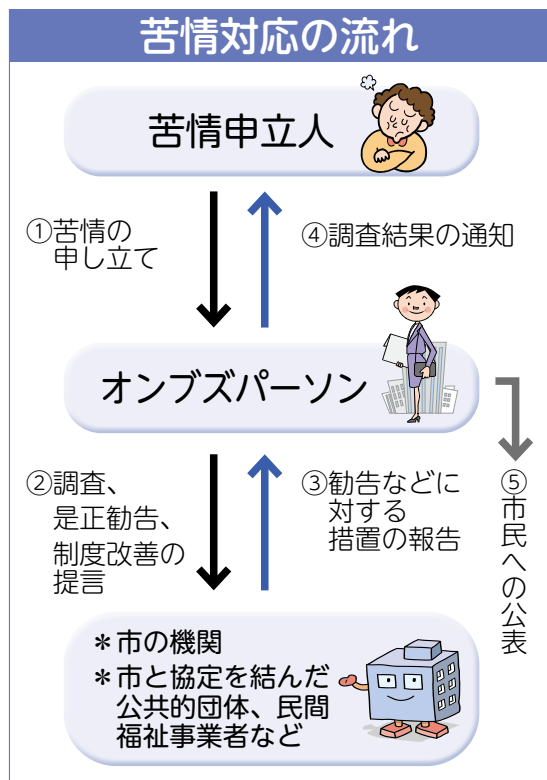 苦情対応の流れ
苦情申立人
①苦情の
申し立て
④調査結果の通知
オンブズパーソン
②調査、
是正勧告、
制度改善の
提言
③勧告などに
対する
措置の報告
⑤市民への公表
＊市の機関
＊市と協定を結んだ
公共的団体、民間
福祉事業者など